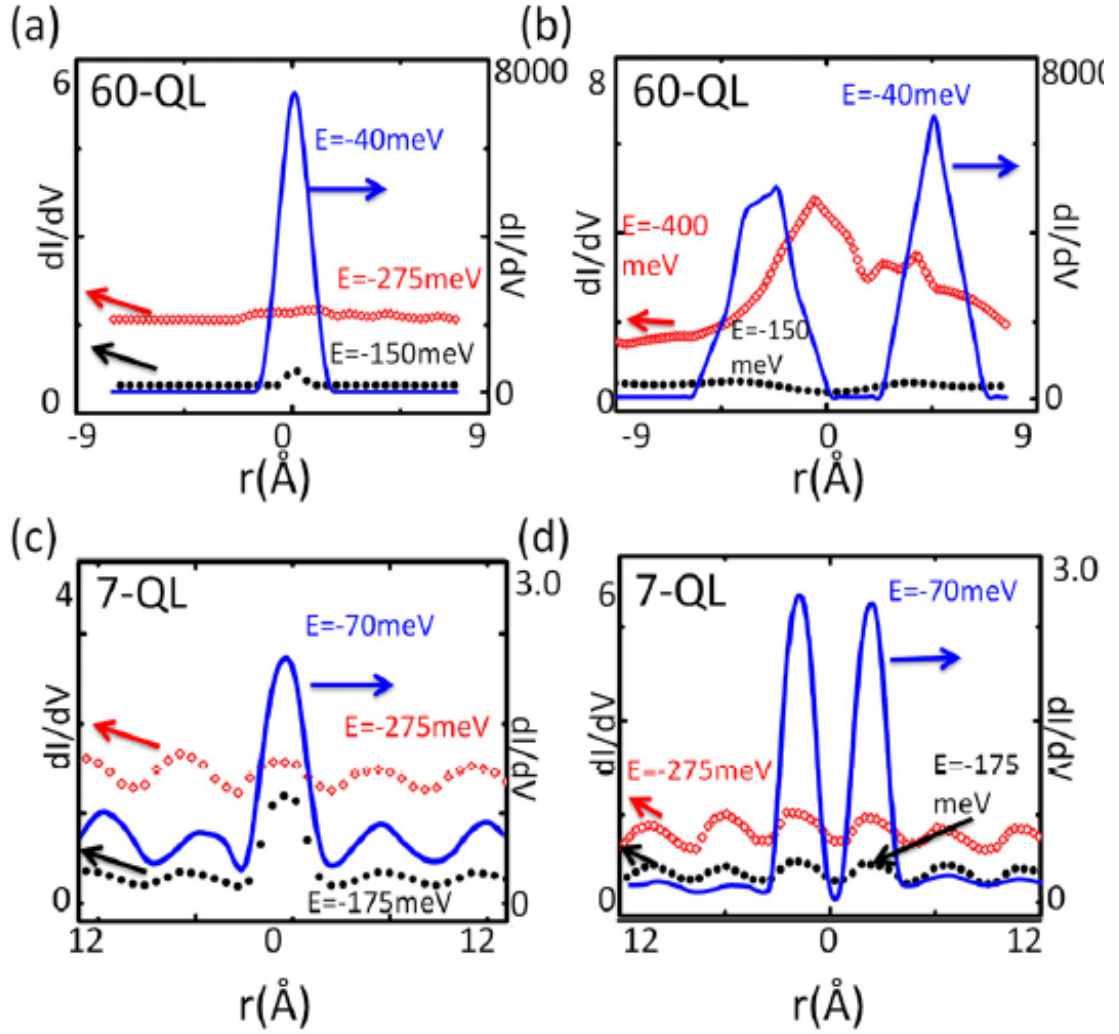 (a)
6
60-QL
8000
E=-40meV
dI/dV
dI/dV
E=-275meV
E=-150meV
0
0
-9
0
9
r(Å)
(b)
8
60-QL
E=-40meV
dI/dV
dI/dV
E=-400
meV
E=-150
meV
0
0
-9
0
9
r(Å)
(c)
4
7-QL
3.0
E=-70meV
dI/dV
dI/dV
E=-275meV
E=-175meV
0
0
12
0
12
r(Å)
(d)
6
7-QL
3.0
E=-70meV
dI/dV
dI/dV
E=-275meV
E=-175
meV
0
0
12
0
12
r(Å)